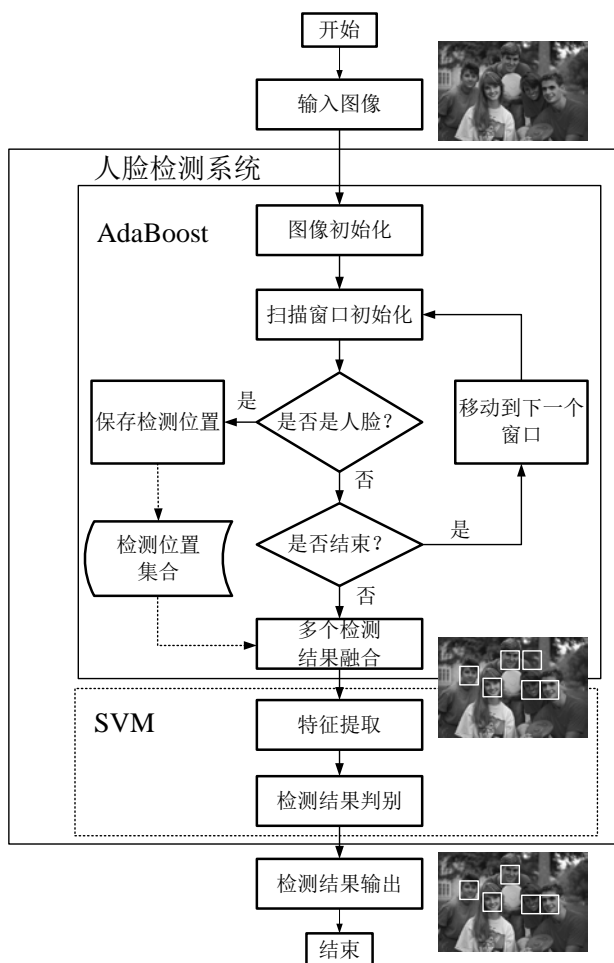 开始
输入图像
人脸检测系统
AdaBoost
图像初始化
扫描窗口初始化
保存检测位置
是
是否是人脸？
移动到下一个
窗口
否
检测位置
集合
是否结束？
是
否
多个检测
结果融合
SVM
特征提取
检测结果判别
检测结果输出
结束